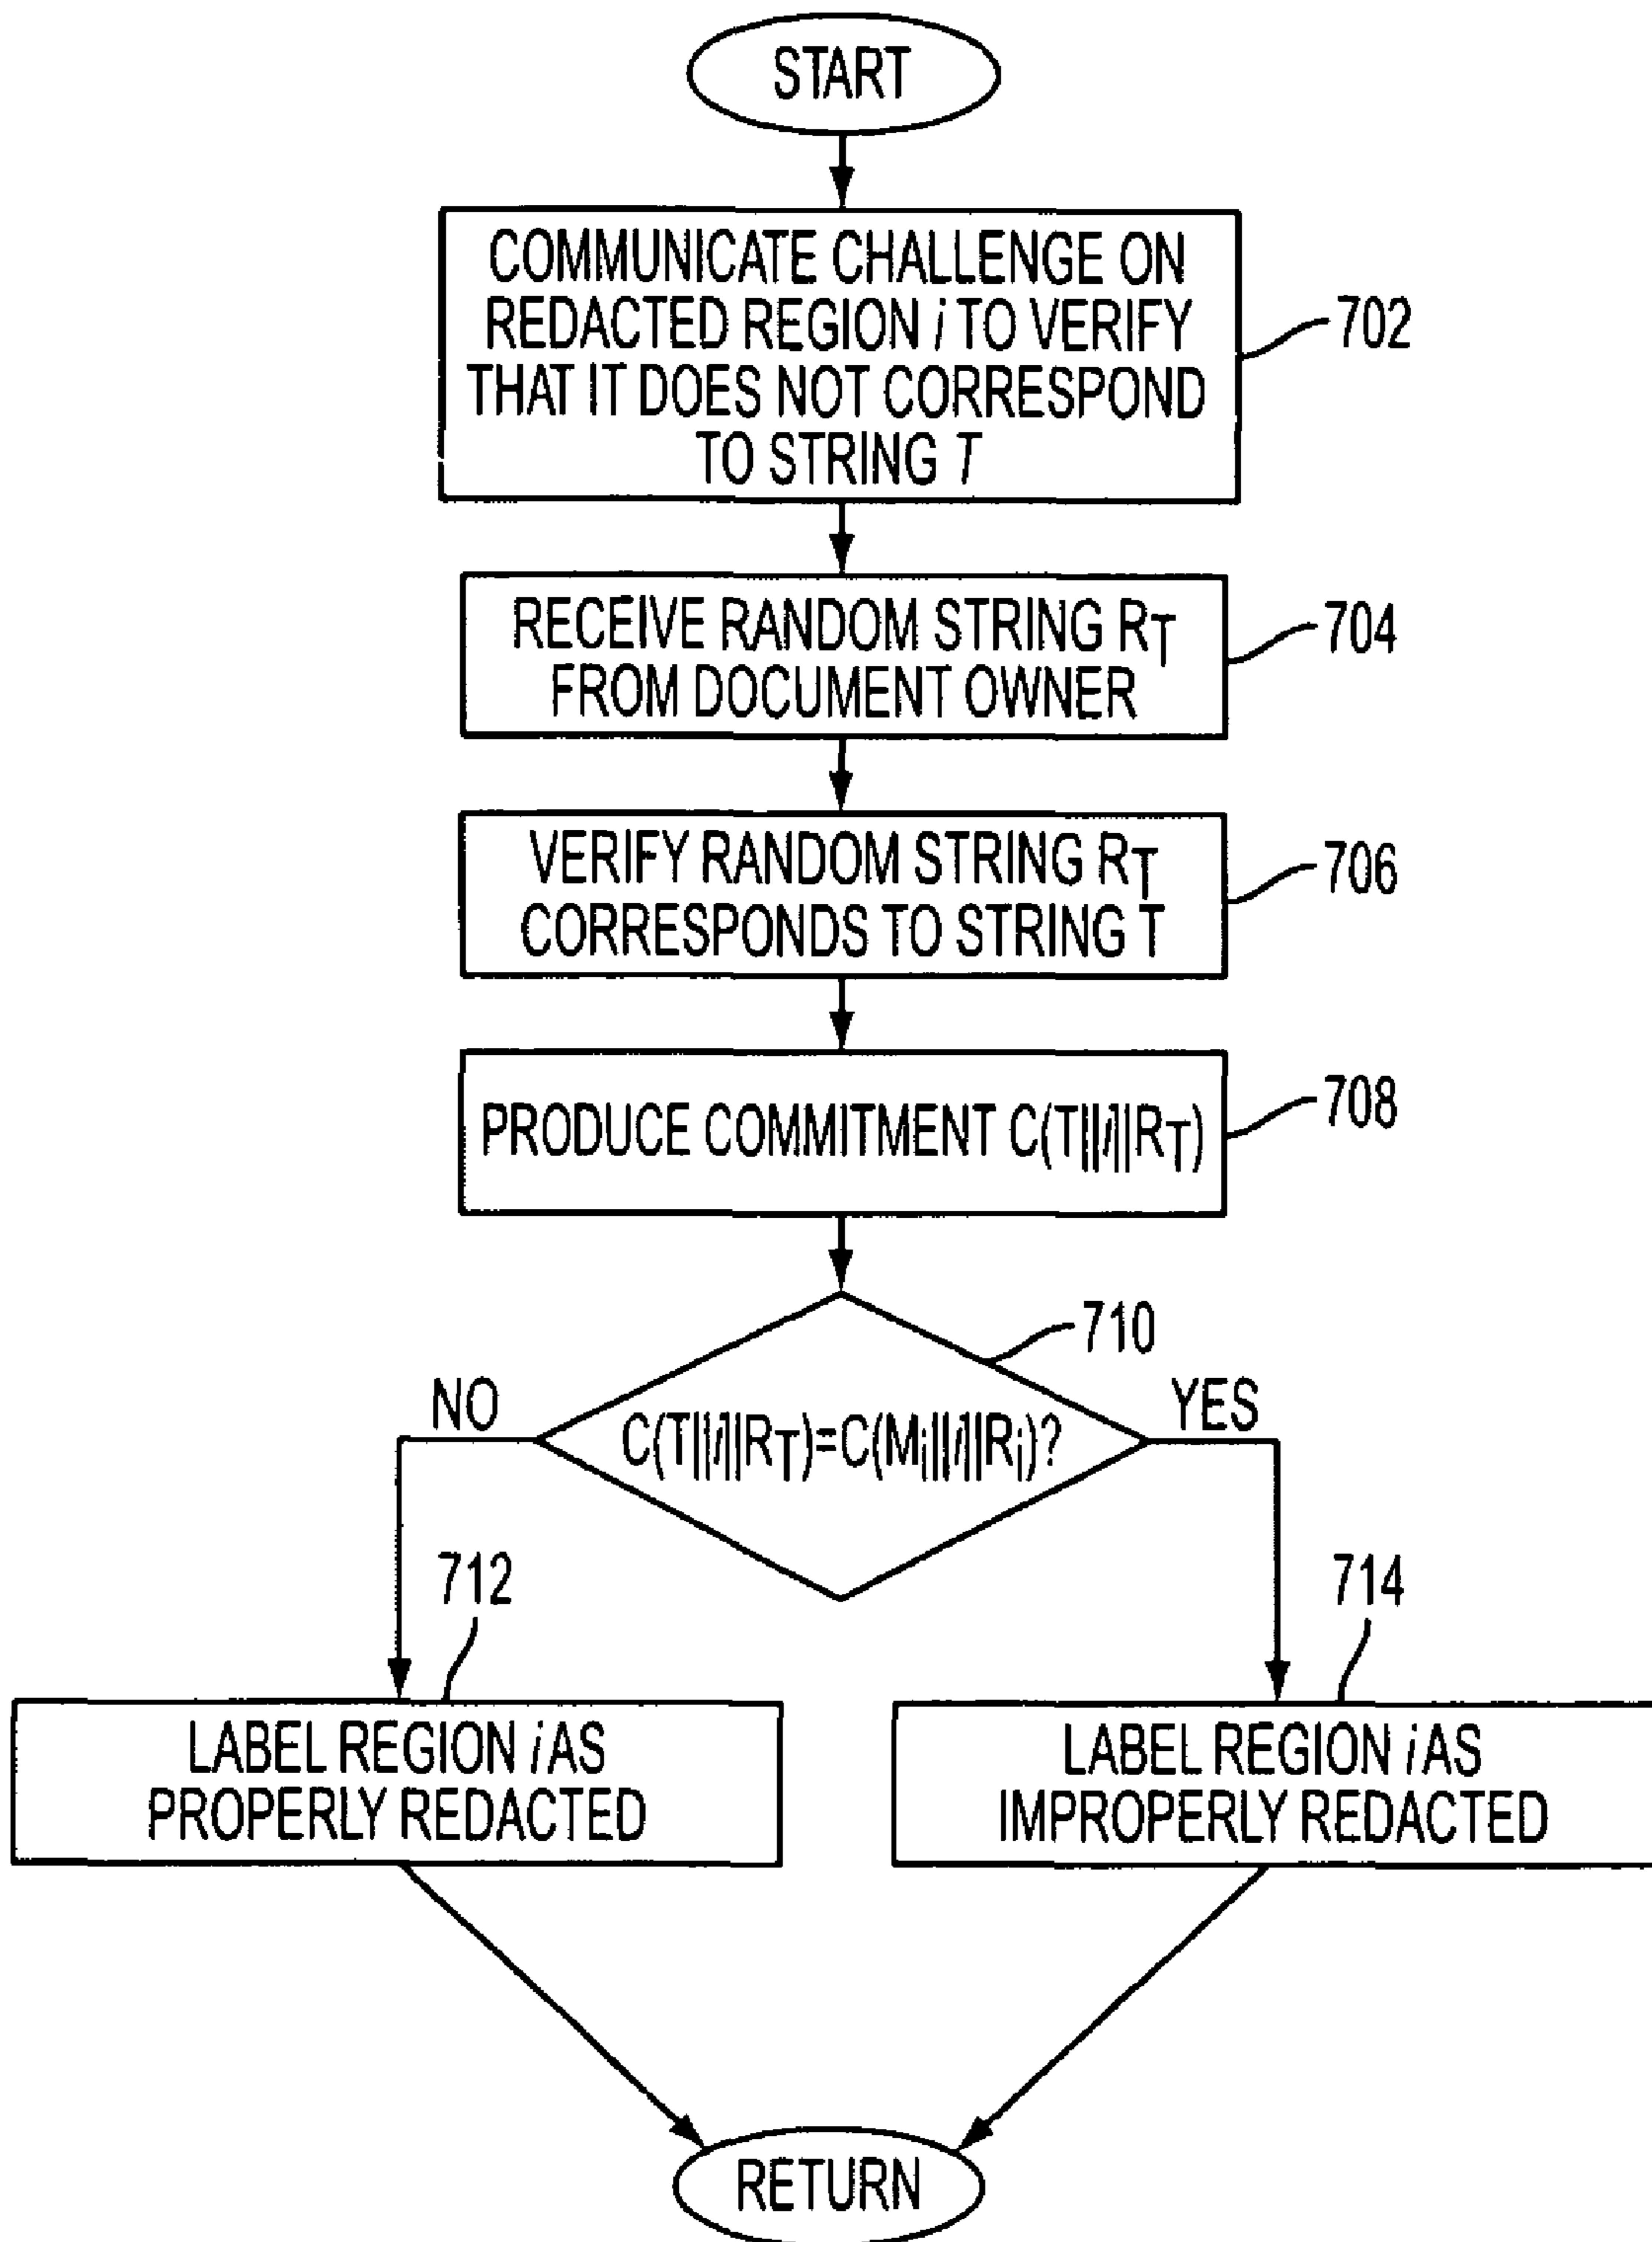 START
COMMUNICATE CHALLENGE ON
REDACTED REGION i TO VERIFY
THAT IT DOES NOT CORRESPOND
TO STRING T
702
RECEIVE RANDOM STRING RT
FROM DOCUMENT OWNER
704
VERIFY RANDOM STRING RT
CORRESPONDS TO STRING T
706
PRODUCE COMMITMENT C(T||i||RT)
708
710
NO
YES
C(T||i||RT)=C(Mi||i||Ri)?
712
714
LABEL REGION i AS
PROPERLY REDACTED
LABEL REGION i AS
IMPROPERLY REDACTED
RETURN